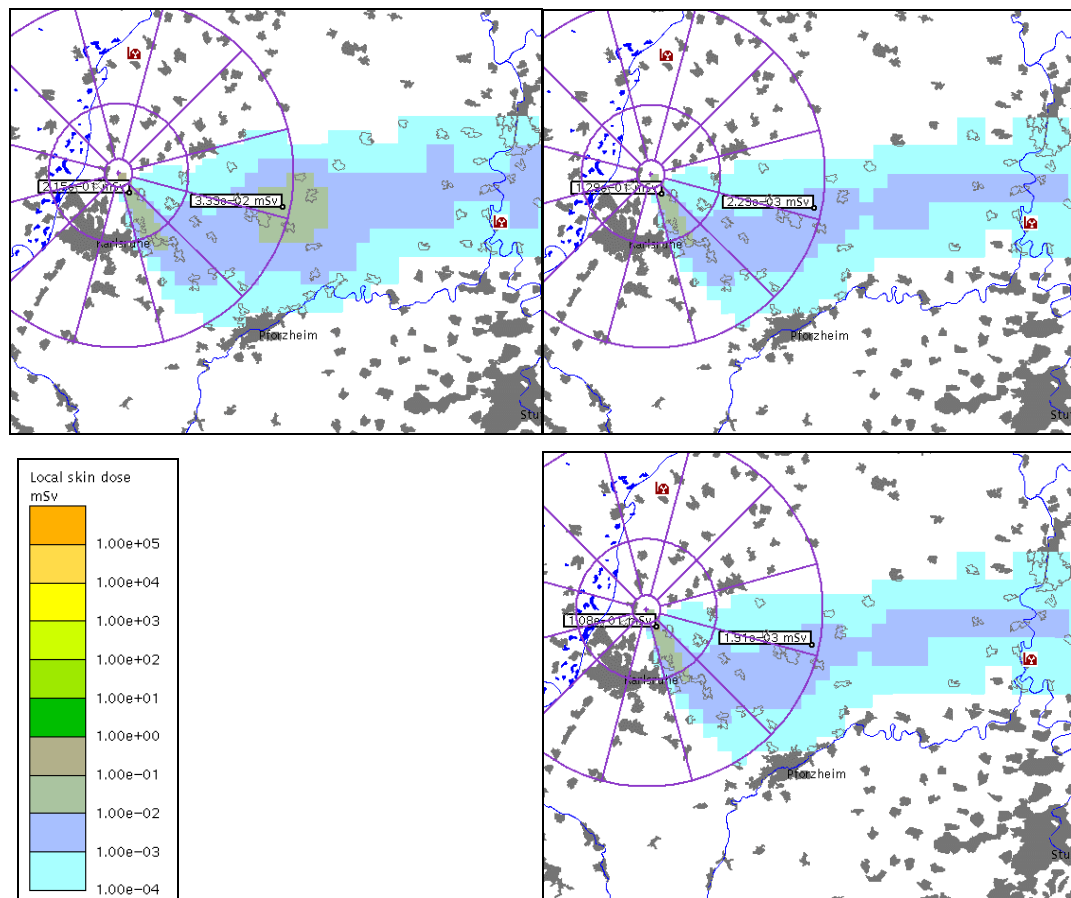 2.15e-01 mSv
3.33e-02 mSv
Karlsruhe
Pforzheim
Stu
1.29e-01 mSv
2.23e-03 mSv
Karlsruhe
Pforzheim
Stu
Local skin dose
mSv
1.00e+05
1.00e+04
1.00e+03
1.00e+02
1.00e+01
1.00e+00
1.00e-01
1.00e-02
1.00e-03
1.00e-04
1.08e-01 mSv
1.91e-03 mSv
Karlsruhe
Pforzheim
Stu